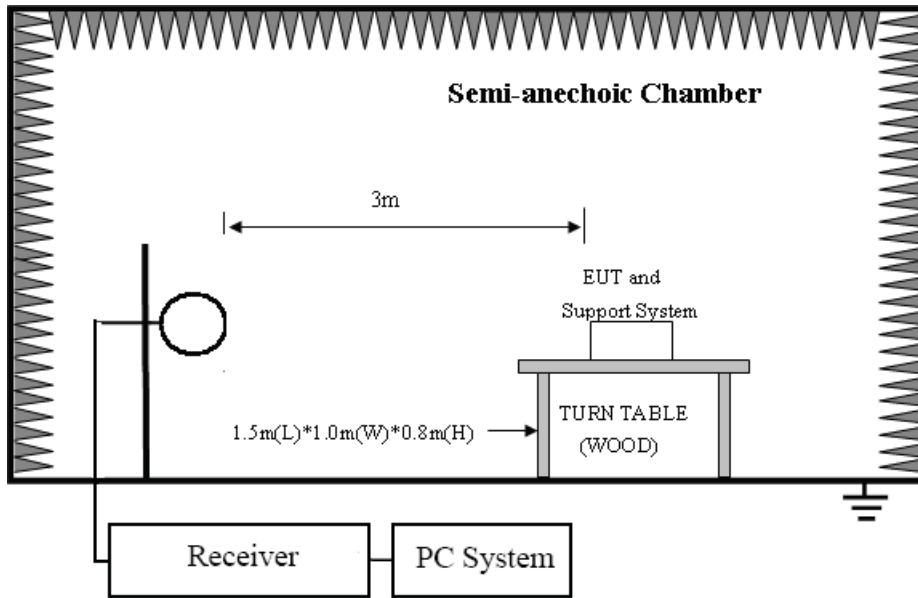 Semi-anechoic Chamber
3m
EUT and
Support System
1.5m(L)*1.0m(W)*0.8m(H)
TURN TABLE
(WOOD)
Receiver
PC System